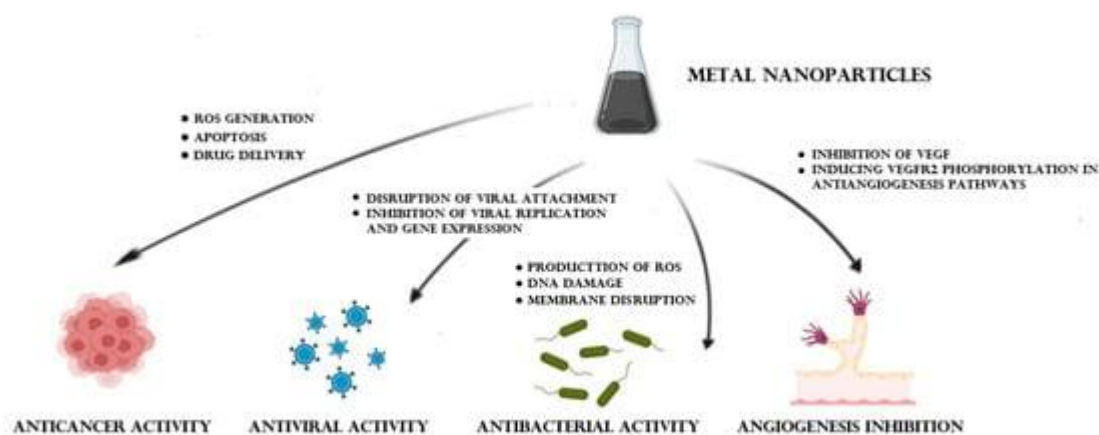 METAL NANOPARTICLES
• ROS GENERATION
• APOPTOSIS
• DRUG DELIVERY
• DISRUPTION OF VIRAL ATTACHMENT
• INHIBITION OF VIRAL REPLICATION
AND GENE EXPRESSION
• PRODUCTTION OF ROS
• DNA DAMAGE
• MEMBRANE DISRUPTION
• INHIBITION OF VEGF
• INDUCING VEGFR2 PHOSPHORYLATION IN
ANTIANGIOGENESIS PATHWAYS
ANTICANCER ACTIVITY
ANTIVIRAL ACTIVITY
ANTIBACTERIAL ACTIVITY
ANGIOGENESIS INHIBITION